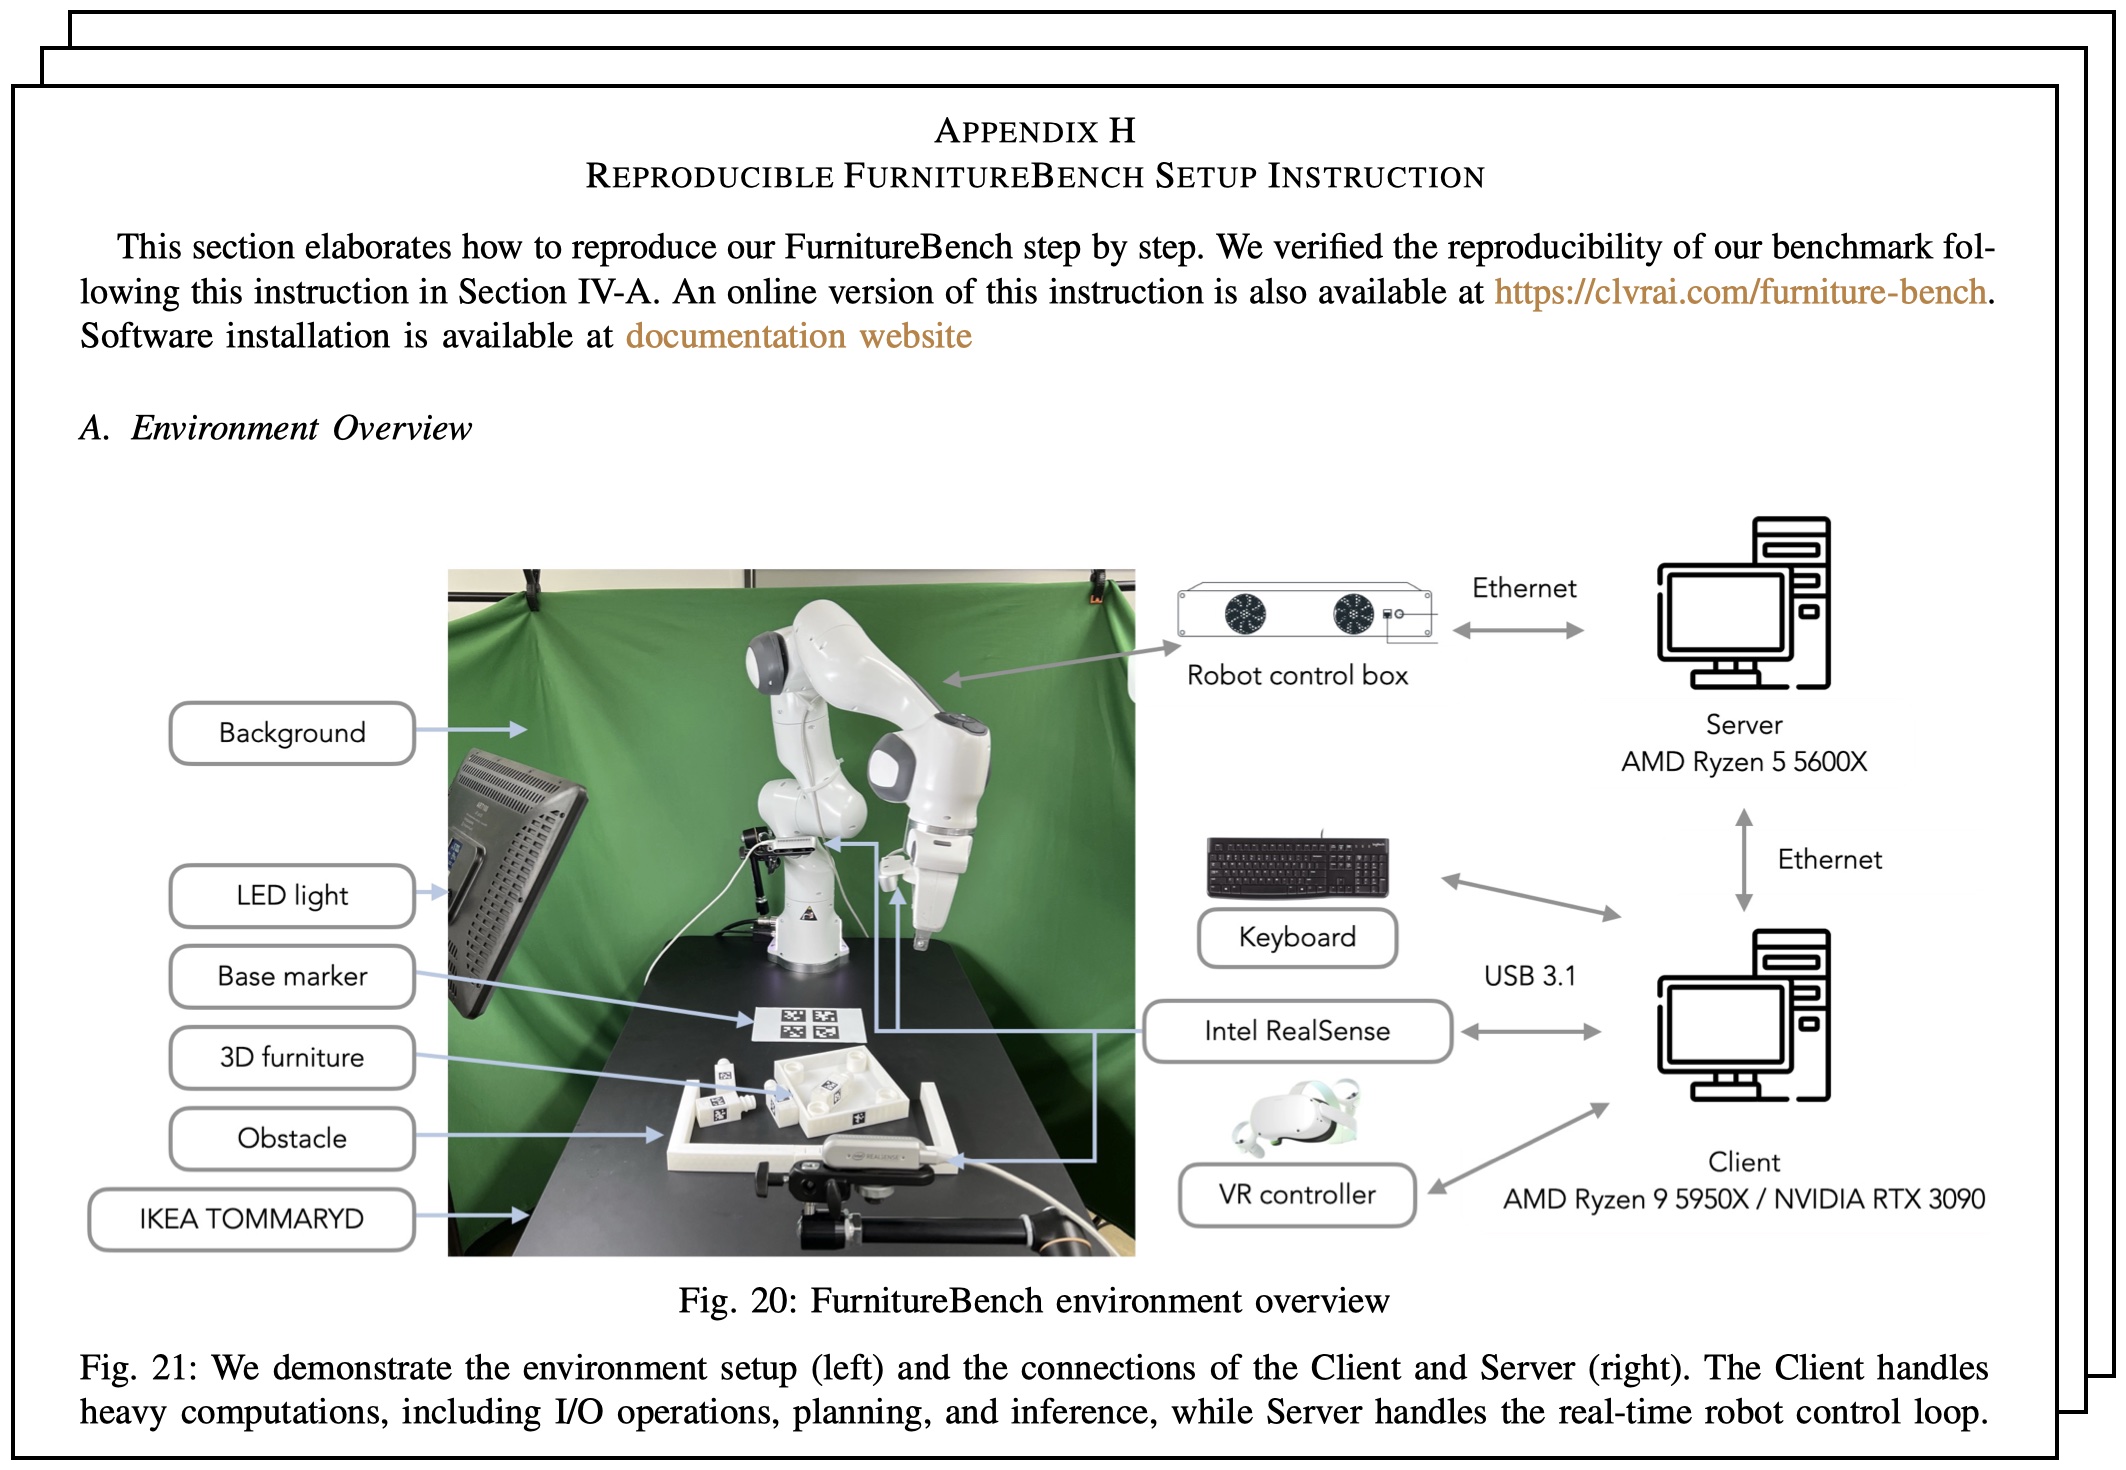 APPENDIX H
REPRODUCIBLE FURNITUREBENCH SETUP INSTRUCTION
This section elaborates how to reproduce our FurnitureBench step by step. We verified the reproducibility of our benchmark fol-
lowing this instruction in Section IV-A. An online version of this instruction is also available at https://clvrai.com/furniture-bench.
Software installation is available at documentation website
A. Environment Overview
Background
LED light
Base marker
3D furniture
Obstacle
IKEA TOMMARYD
REALSENSE
Robot control box
Ethernet
Server
AMD Ryzen 5 5600X
Ethernet
Keyboard
USB 3.1
Intel RealSense
VR controller
Client
AMD Ryzen 9 5950X / NVIDIA RTX 3090
Fig. 20: FurnitureBench environment overview
Fig. 21: We demonstrate the environment setup (left) and the connections of the Client and Server (right). The Client handles
heavy computations, including I/O operations, planning, and inference, while Server handles the real-time robot control loop.